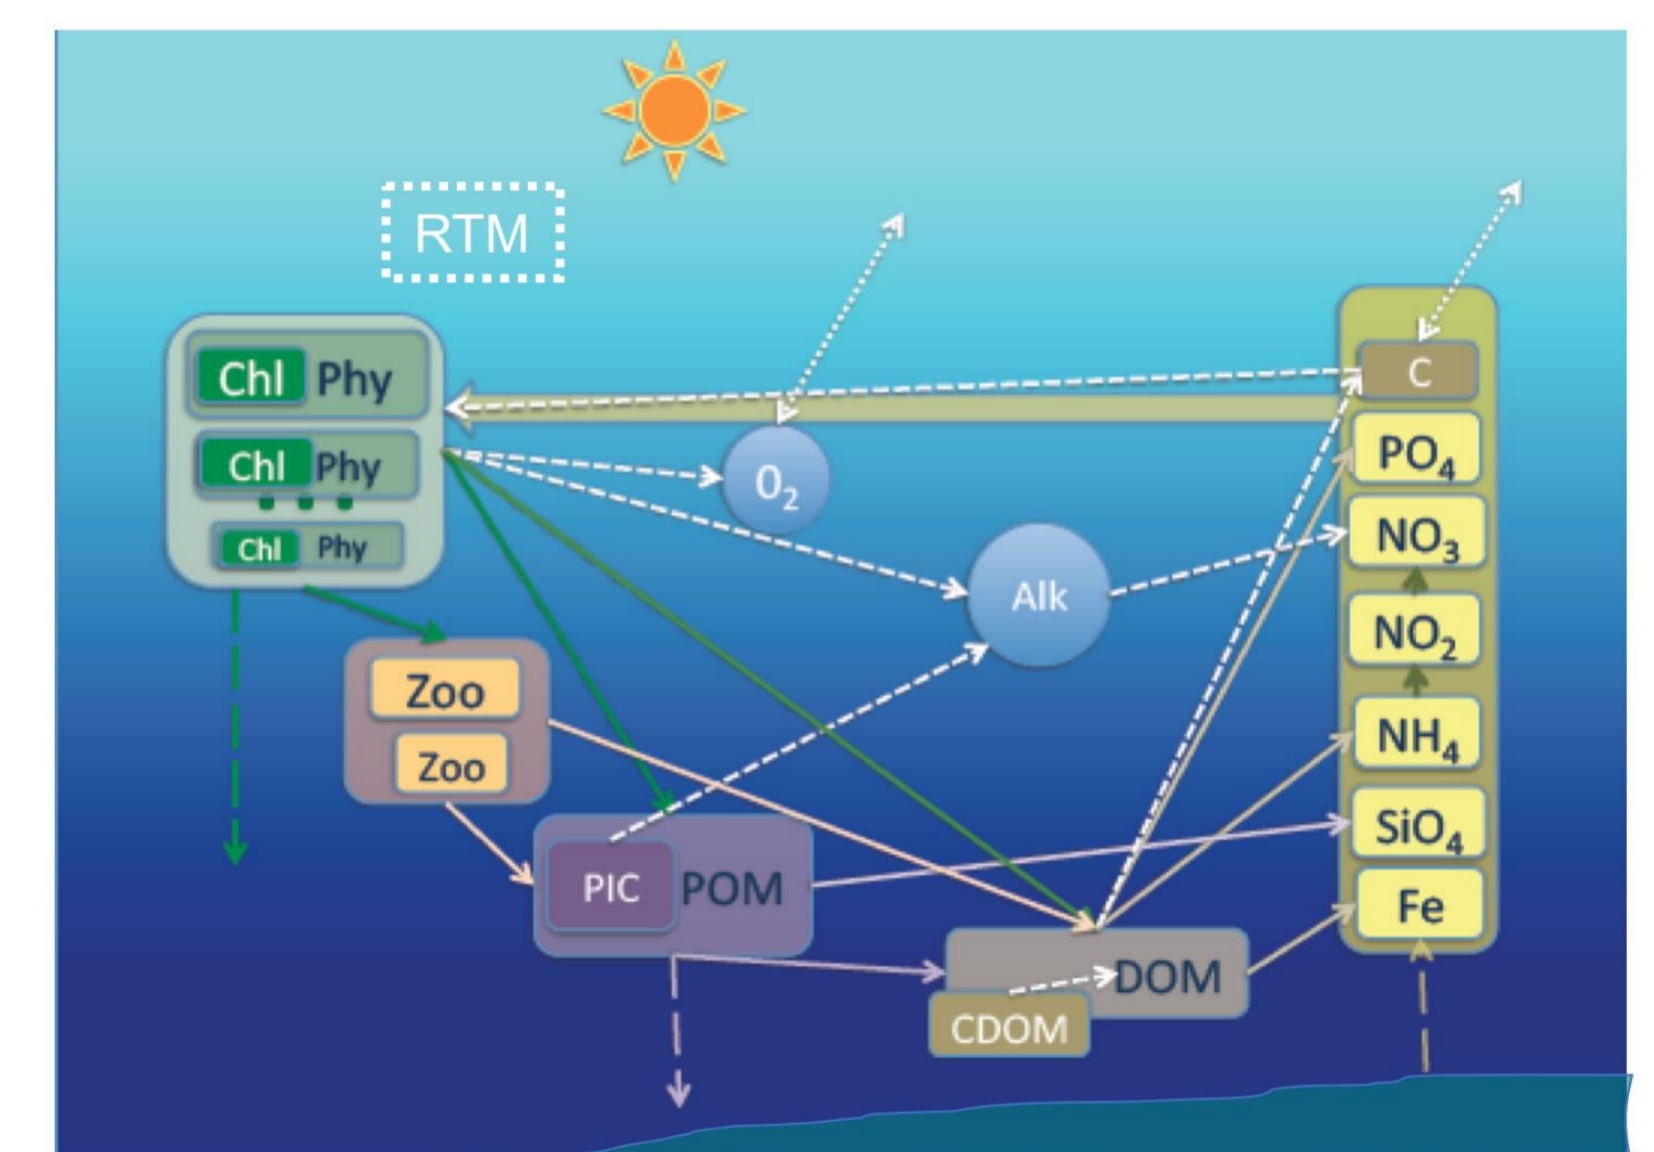 RTM
Chl Phy
Chl Phy
Chl Phy
Zoo
Zoo
PIC POM
CDOM
DOM
O₂
Alk
C
PO₄
NO₃
NO₂
NH₄
SiO₄
Fe